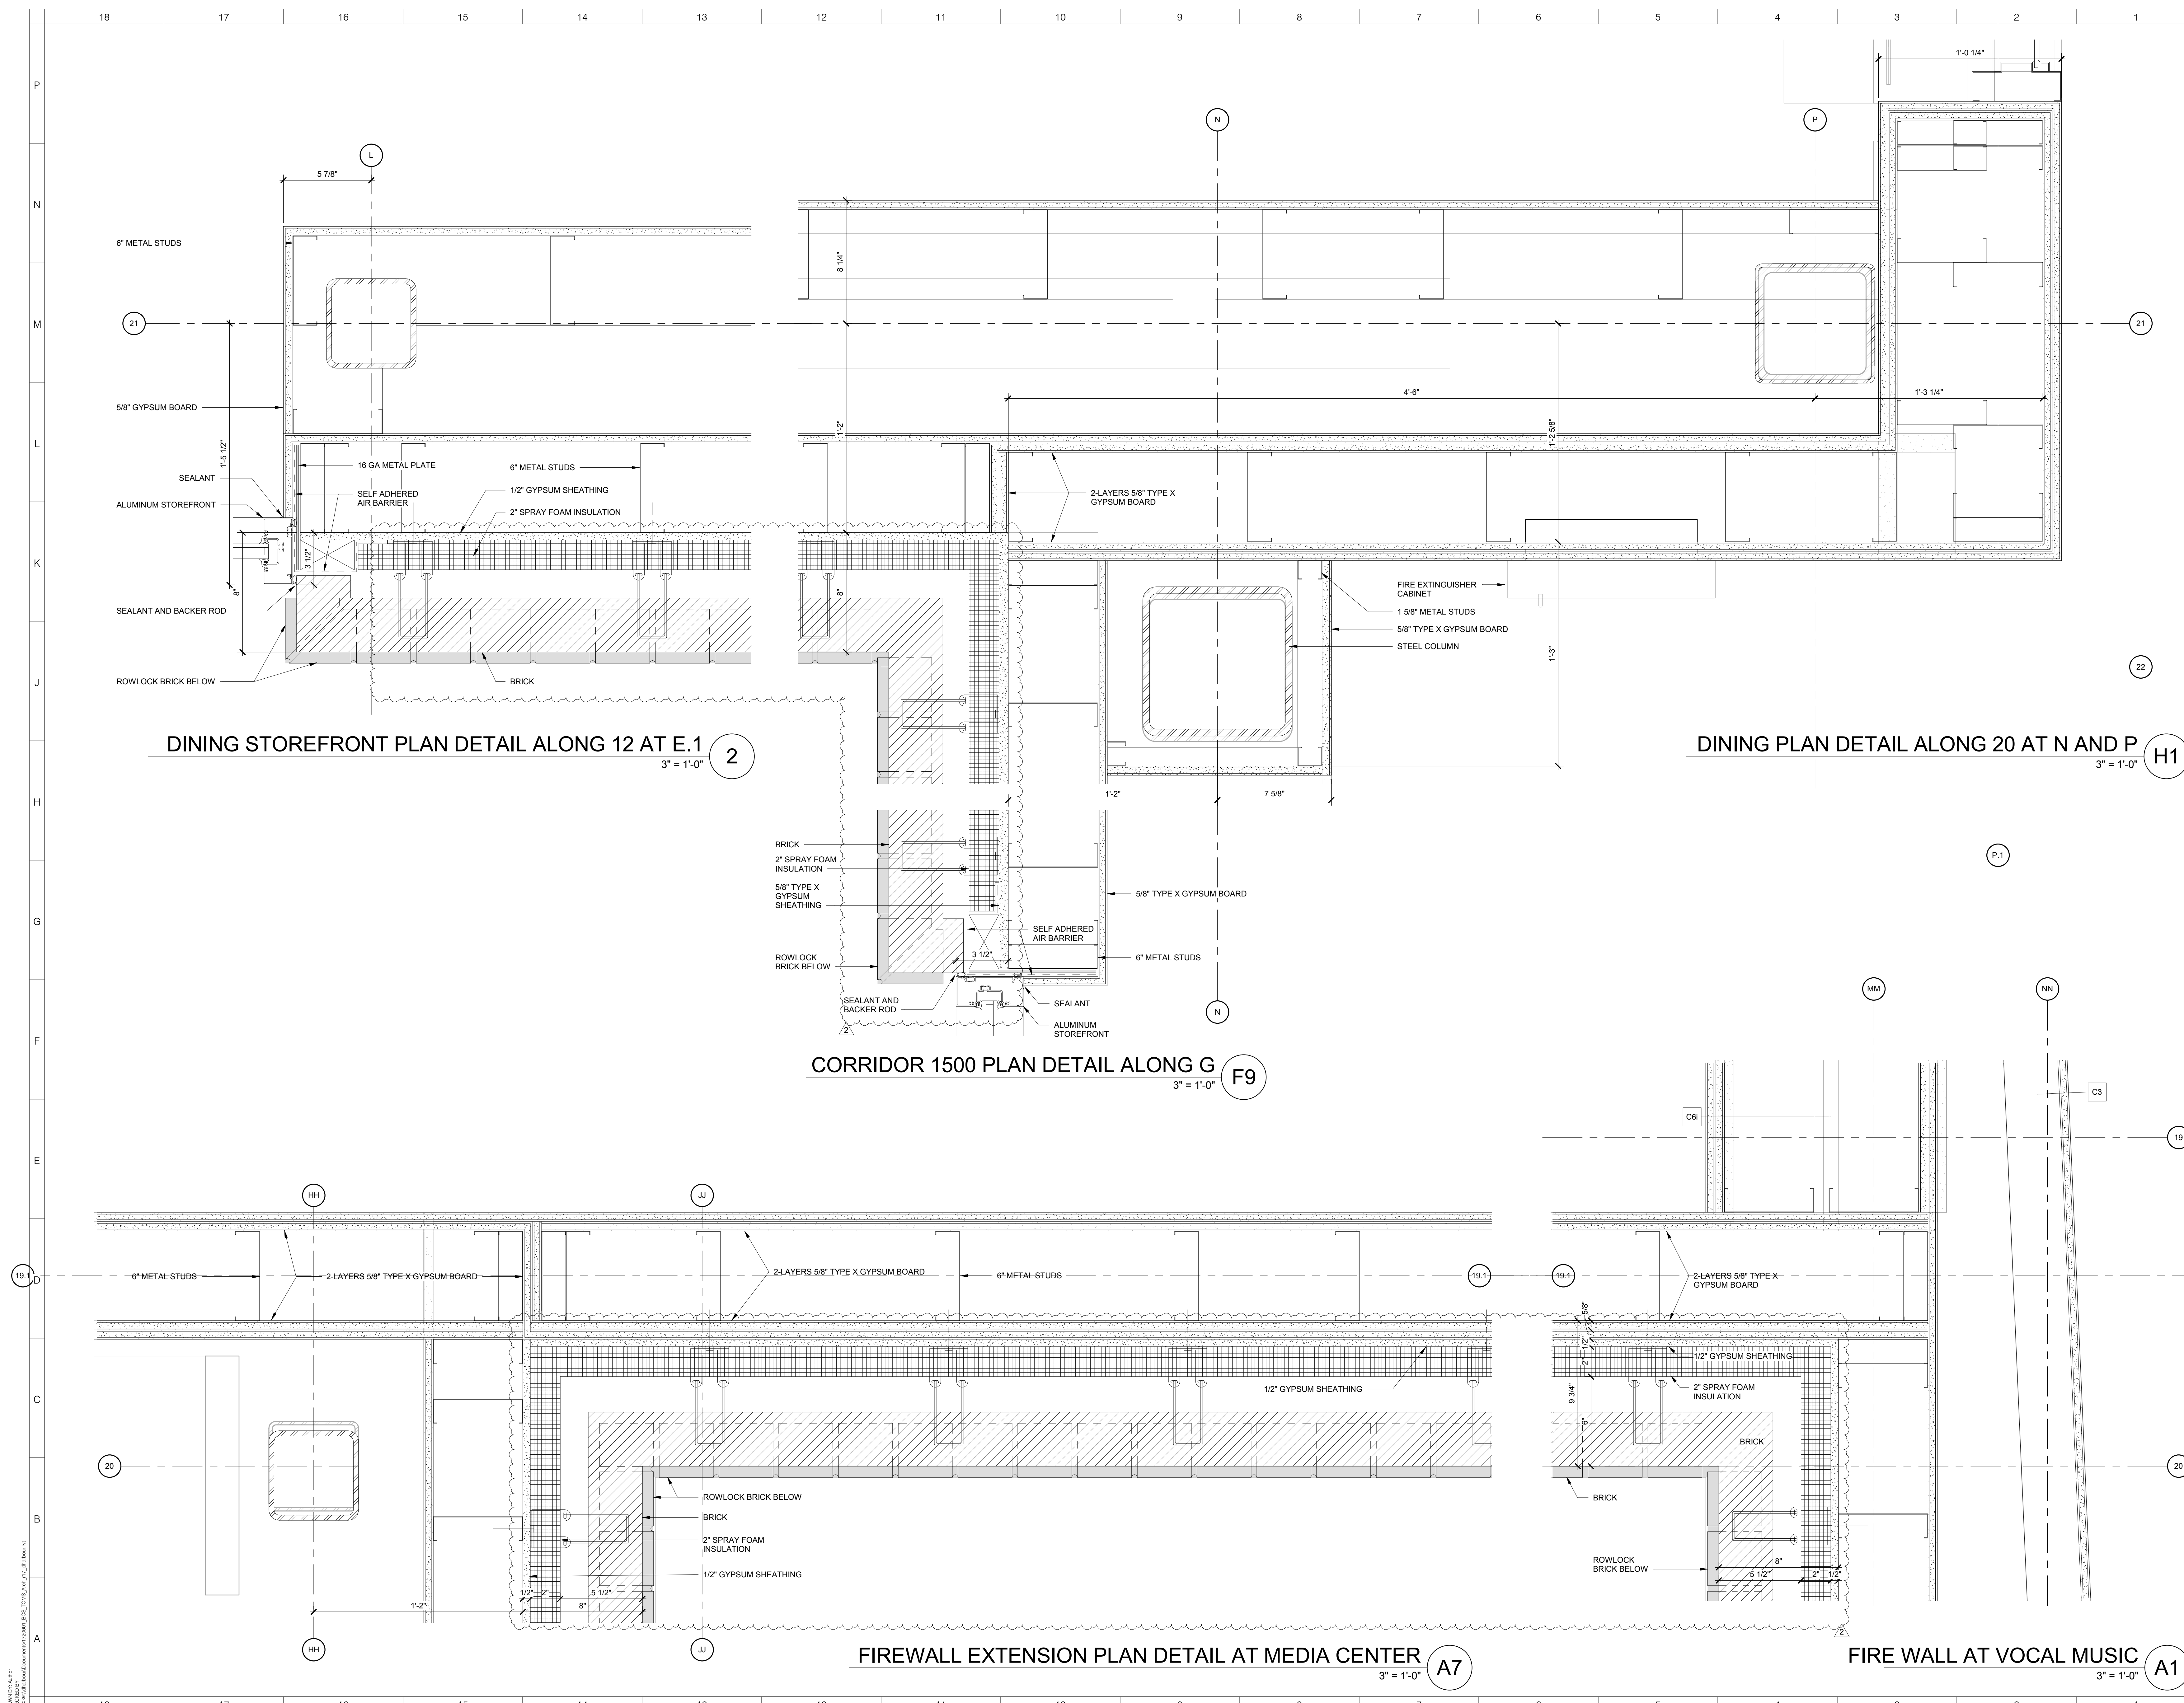 18 17 16 15 14 13 12 11 10 9 8 7 6 5 4 3 2 1
P
N
M
L
K
J
H
G
F
E
D
C
B
A
L
5 7/8"
6" METAL STUDS
21
5/8" GYPSUM BOARD
1'-5 1/2"
16 GA METAL PLATE
SEALANT
SELF ADHERED
AIR BARRIER
ALUMINUM STOREFRONT
6" METAL STUDS
1/2" GYPSUM SHEATHING
2" SPRAY FOAM INSULATION
3 1/2"
8"
SEALANT AND BACKER ROD
ROWLOCK BRICK BELOW
BRICK
DINING STOREFRONT PLAN DETAIL ALONG 12 AT E.1
3" = 1'-0"
2
N
P
1'-0 1/4"
8 1/4"
21
4'-6"
1'-3 1/4"
1'-2"
1'-2 5/8"
2-LAYERS 5/8" TYPE X
GYPSUM BOARD
8"
FIRE EXTINGUISHER
CABINET
1 5/8" METAL STUDS
5/8" TYPE X GYPSUM BOARD
STEEL COLUMN
1'-3"
22
DINING PLAN DETAIL ALONG 20 AT N AND P
3" = 1'-0"
H1
P.1
1'-2"
7 5/8"
BRICK
2" SPRAY FOAM
INSULATION
5/8" TYPE X
GYPSUM
SHEATHING
5/8" TYPE X GYPSUM BOARD
SELF ADHERED
AIR BARRIER
3 1/2"
ROWLOCK
BRICK BELOW
6" METAL STUDS
SEALANT AND
BACKER ROD
SEALANT
ALUMINUM
STOREFRONT
N
2
CORRIDOR 1500 PLAN DETAIL ALONG G
3" = 1'-0"
F9
MM
NN
C6i
C3
19
HH
JJ
19.1
6" METAL STUDS
2-LAYERS 5/8" TYPE X GYPSUM BOARD
2-LAYERS 5/8" TYPE X GYPSUM BOARD
6" METAL STUDS
19.1
19.1
2-LAYERS 5/8" TYPE X
GYPSUM BOARD
5/8"
1/2"
2"
9 3/4"
6"
1/2" GYPSUM SHEATHING
1/2" GYPSUM SHEATHING
2" SPRAY FOAM
INSULATION
BRICK
20
20
ROWLOCK BRICK BELOW
BRICK
2" SPRAY FOAM
INSULATION
1/2" GYPSUM SHEATHING
BRICK
ROWLOCK
BRICK BELOW
8"
5 1/2"
2"
1/2"
1/2"
2"
5 1/2"
1'-2"
8"
HH
JJ
2
FIREWALL EXTENSION PLAN DETAIL AT MEDIA CENTER
3" = 1'-0"
A7
FIRE WALL AT VOCAL MUSIC
3" = 1'-0"
A1